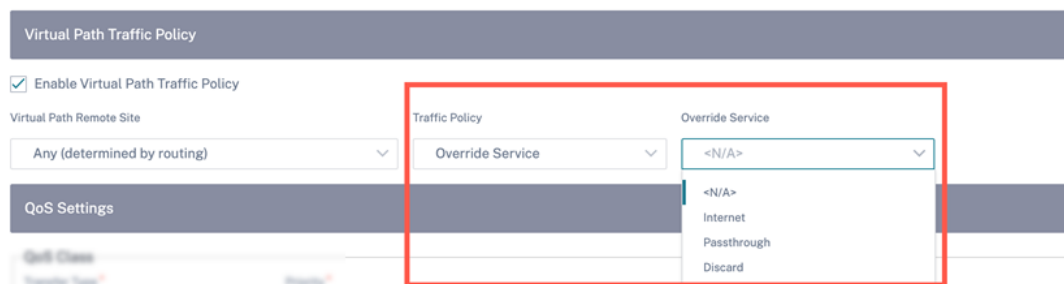 Virtual Path Traffic Policy
Enable Virtual Path Traffic Policy
Virtual Path Remote Site Traffic Policy Override Service
Any (determined by routing) Override Service <N/A>
<N/A>
QoS Settings
Internet
Passthrough
Discard